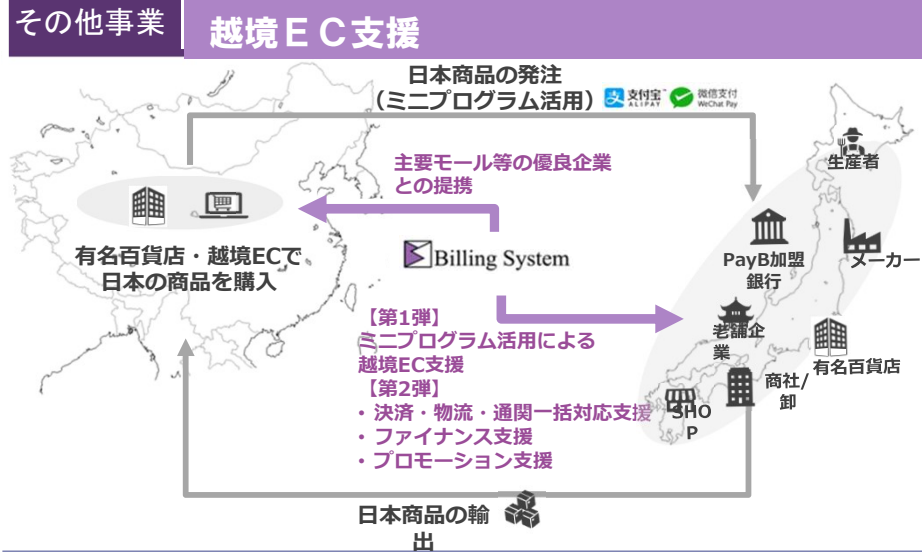 その他事業
越境ＥＣ支援
日本商品の発注
（ミニプログラム活用）
支付宝
ALIPAY
微信支付
WeChat Pay
主要モール等の優良企業
との提携
有名百貨店・越境ECで
日本の商品を購入
Billing System
【第1弾】
ミニプログラム活用による
越境EC支援
【第2弾】
・決済・物流・通関一括対応支援
・ファイナンス支援
・プロモーション支援
生産者
PayB加盟
銀行
メーカー
老舗企
業
有名百貨店
商社/
卸
SHO
P
日本商品の輸
出